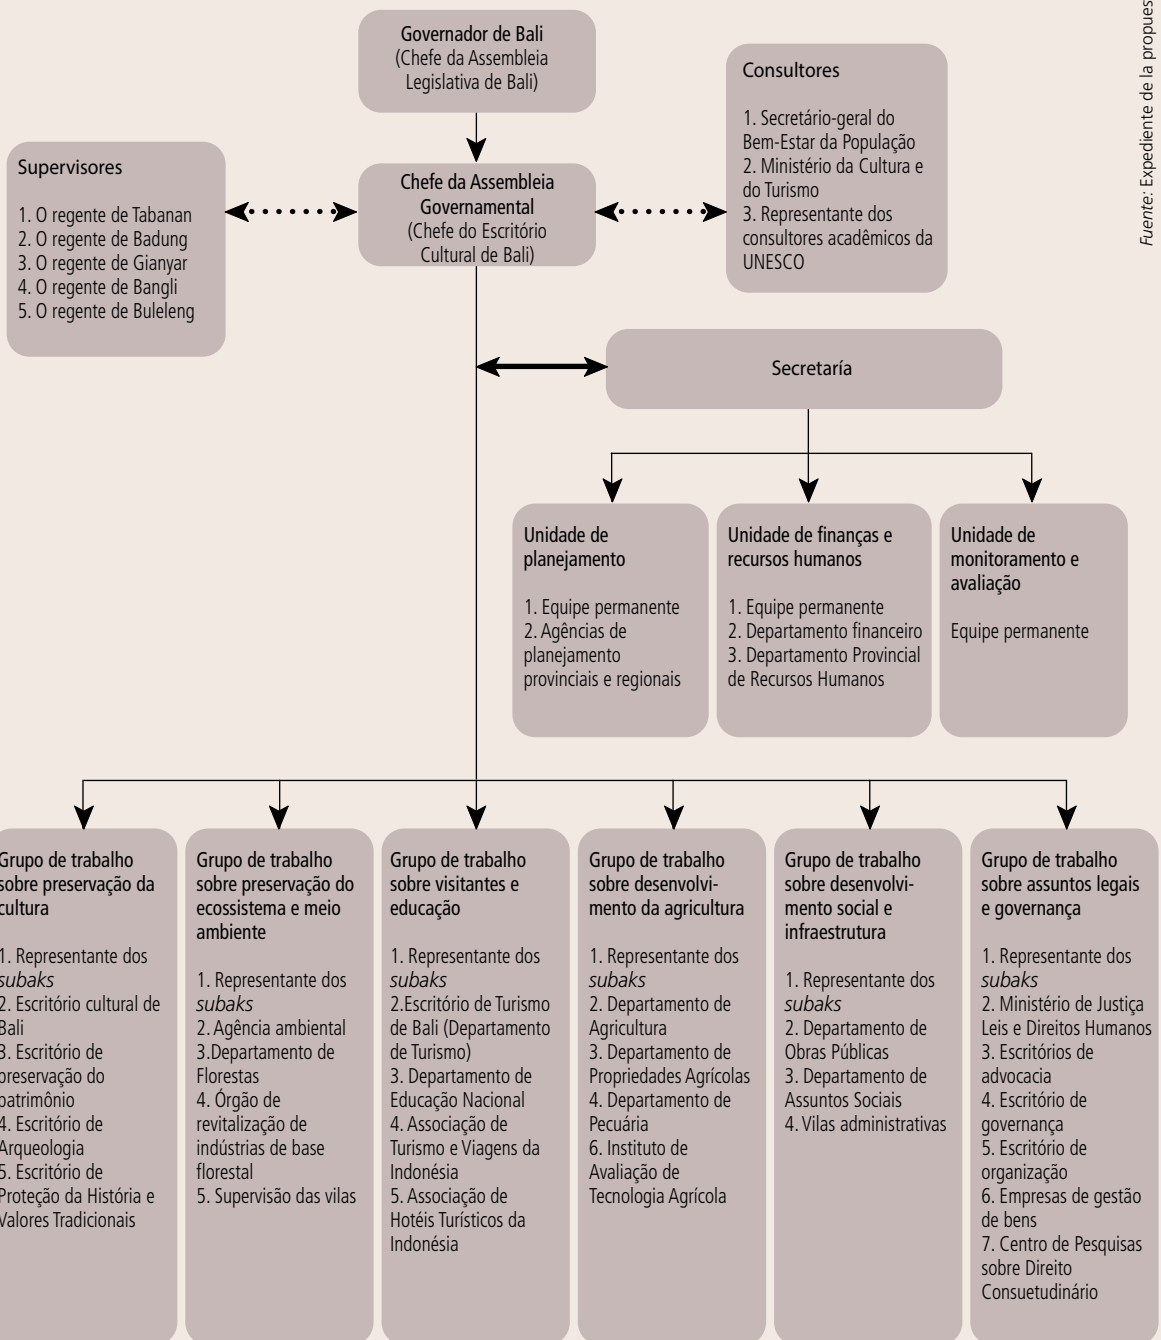 Governador de Bali
(Chefe da Assembleia
Legislativa de Bali)
Consultores
1. Secretário-geral do
Bem-Estar da População
2. Ministério da Cultura e
do Turismo
3. Representante dos
consultores acadêmicos da
UNESCO
Fuente: Expediente de la propues
Supervisores
1. O regente de Tabanan
2. O regente de Badung
3. O regente de Gianyar
4. O regente de Bangli
5. O regente de Buleleng
Chefe da Assembleia
Governamental
(Chefe do Escritório
Cultural de Bali)
Secretaría
Unidade de
planejamento
1. Equipe permanente
2. Agências de
planejamento
provinciais e regionais
Unidade de finanças e
recursos humanos
1. Equipe permanente
2. Departamento financeiro
3. Departamento Provincial
de Recursos Humanos
Unidade de
monitoramento e
avaliação
Equipe permanente
Grupo de trabalho
sobre preservação da
cultura
1. Representante dos
subaks
2. Escritório cultural de
Bali
3. Escritório de
preservação do
patrimônio
4. Escritório de
Arqueologia
5. Escritório de
Proteção da História e
Valores Tradicionais
Grupo de trabalho
sobre preservação do
ecossistema e meio
ambiente
1. Representante dos
subaks
2. Agência ambiental
3.Departamento de
Florestas
4. Órgão de
revitalização de
indústrias de base
florestal
5. Supervisão das vilas
Grupo de trabalho
sobre visitantes e
educação
1. Representante dos
subaks
2.Escritório de Turismo
de Bali (Departamento
de Turismo)
3. Departamento de
Educação Nacional
4. Associação de
Turismo e Viagens da
Indonésia
5. Associação de
Hotéis Turísticos da
Indonésia
Grupo de trabalho
sobre desenvolvi-
mento da agricultura
1. Representante dos
subaks
2. Departamento de
Agricultura
3. Departamento de
Propriedades Agrícolas
4. Departamento de
Pecuária
6. Instituto de
Avaliação de
Tecnologia Agrícola
Grupo de trabalho
sobre desenvolvi-
mento social e
infraestrutura
1. Representante dos
subaks
2. Departamento de
Obras Públicas
3. Departamento de
Assuntos Sociais
4. Vilas administrativas
Grupo de trabalho
sobre assuntos legais
e governança
1. Representante dos
subaks
2. Ministério de Justiça
Leis e Direitos Humanos
3. Escritórios de
advocacia
4. Escritório de
governança
5. Escritório de
organização
6. Empresas de gestão
de bens
7. Centro de Pesquisas
sobre Direito
Consuetudinário